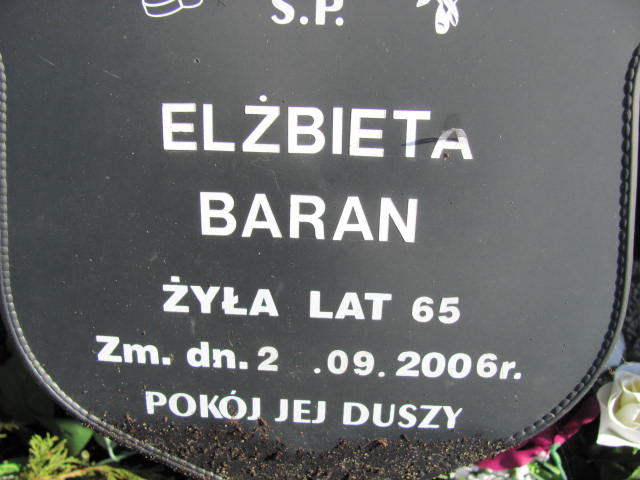 Ś.P.
ELŻBIETA
BARAN
ŻYŁA LAT 65
Zm. dn. 2 .09.2006r.
POKÓJ JEJ DUSZY